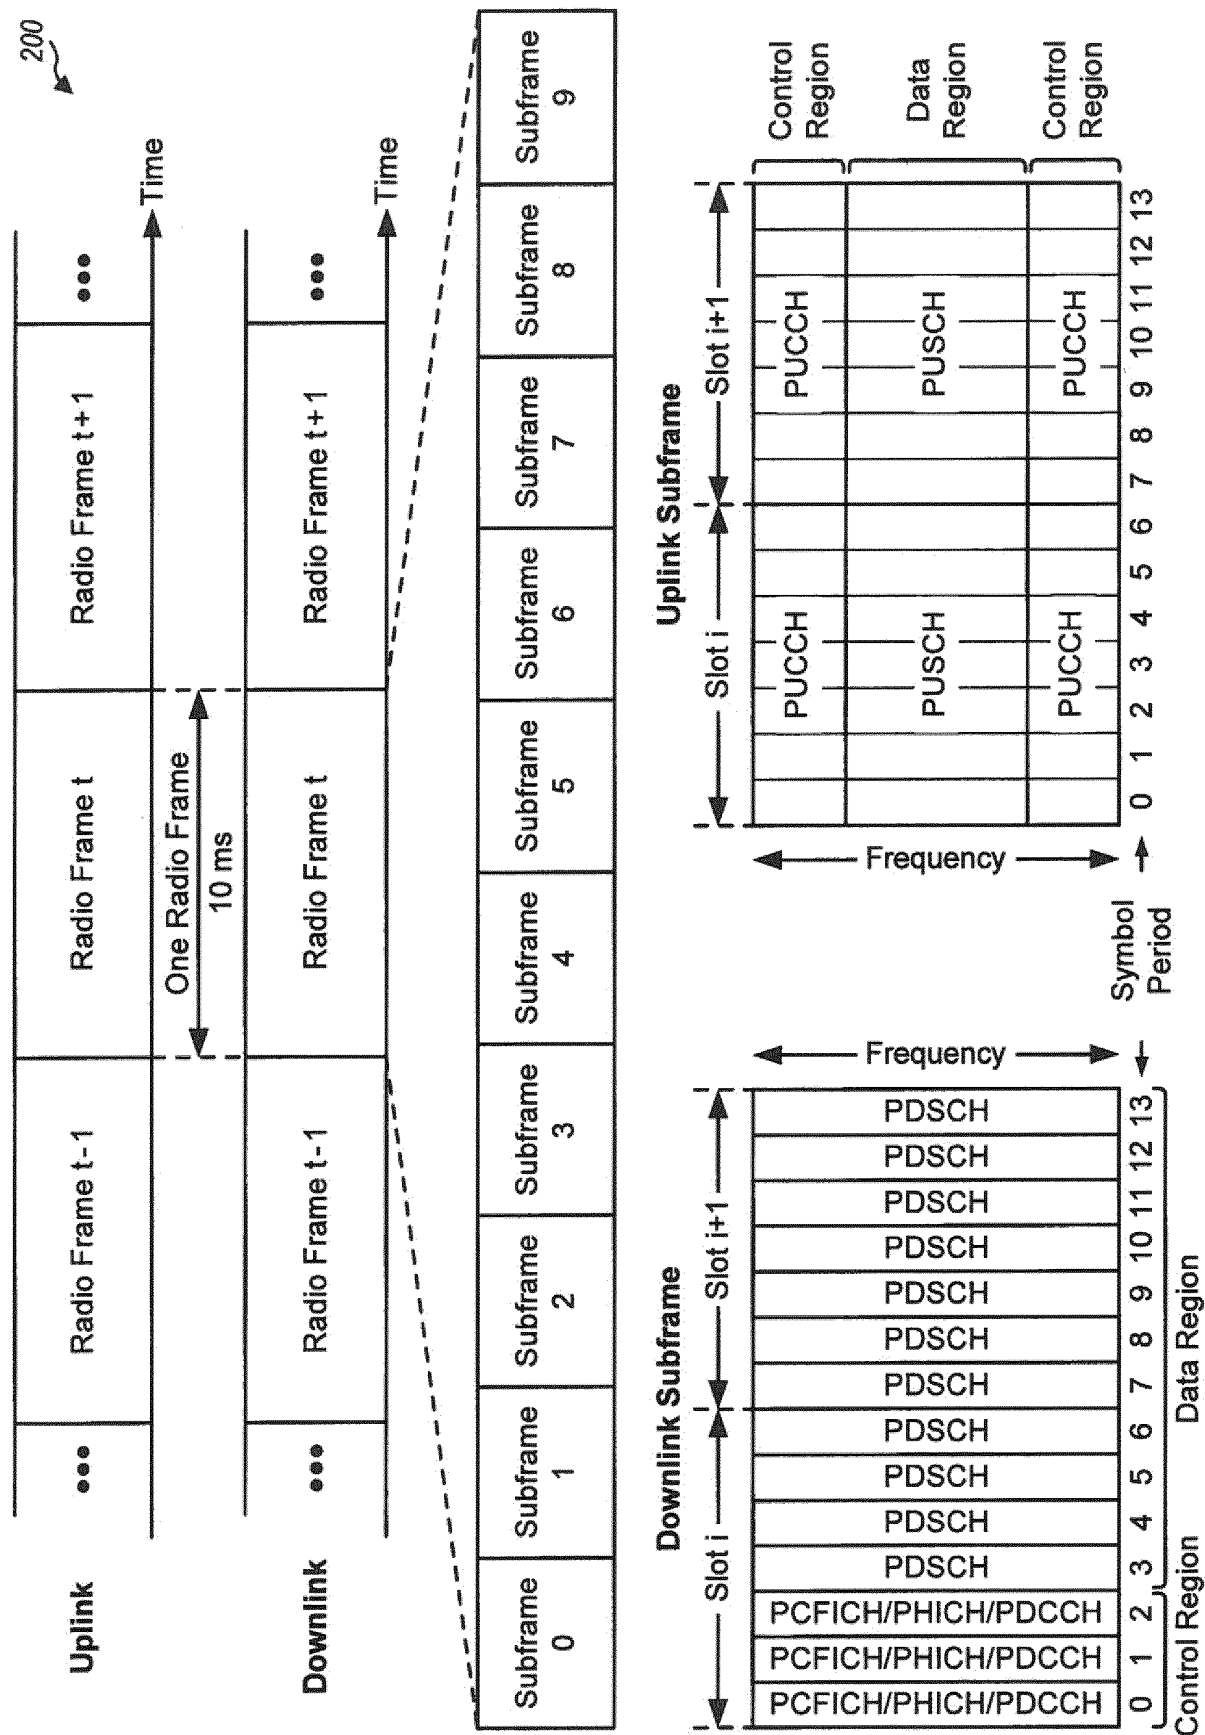 200
Uplink
Radio Frame t-1
Radio Frame t
Radio Frame t+1
Time
One Radio Frame
10 ms
Downlink
Radio Frame t-1
Radio Frame t
Radio Frame t+1
Time
Subframe
0
Subframe
1
Subframe
2
Subframe
3
Subframe
4
Subframe
5
Subframe
6
Subframe
7
Subframe
8
Subframe
9
Downlink Subframe
Slot i
Slot i+1
PCFICH/PHICH/PDCCH
PCFICH/PHICH/PDCCH
PCFICH/PHICH/PDCCH
PDSCH
PDSCH
PDSCH
PDSCH
PDSCH
PDSCH
PDSCH
PDSCH
PDSCH
PDSCH
PDSCH
Frequency
0 1 2 3 4 5 6 7 8 9 10 11 12 13
Control Region
Data Region
Symbol
Period
Uplink Subframe
Slot i
Slot i+1
Frequency
PUCCH
PUCCH
Control
Region
PUSCH
PUSCH
Data
Region
PUCCH
PUCCH
Control
Region
0 1 2 3 4 5 6 7 8 9 10 11 12 13